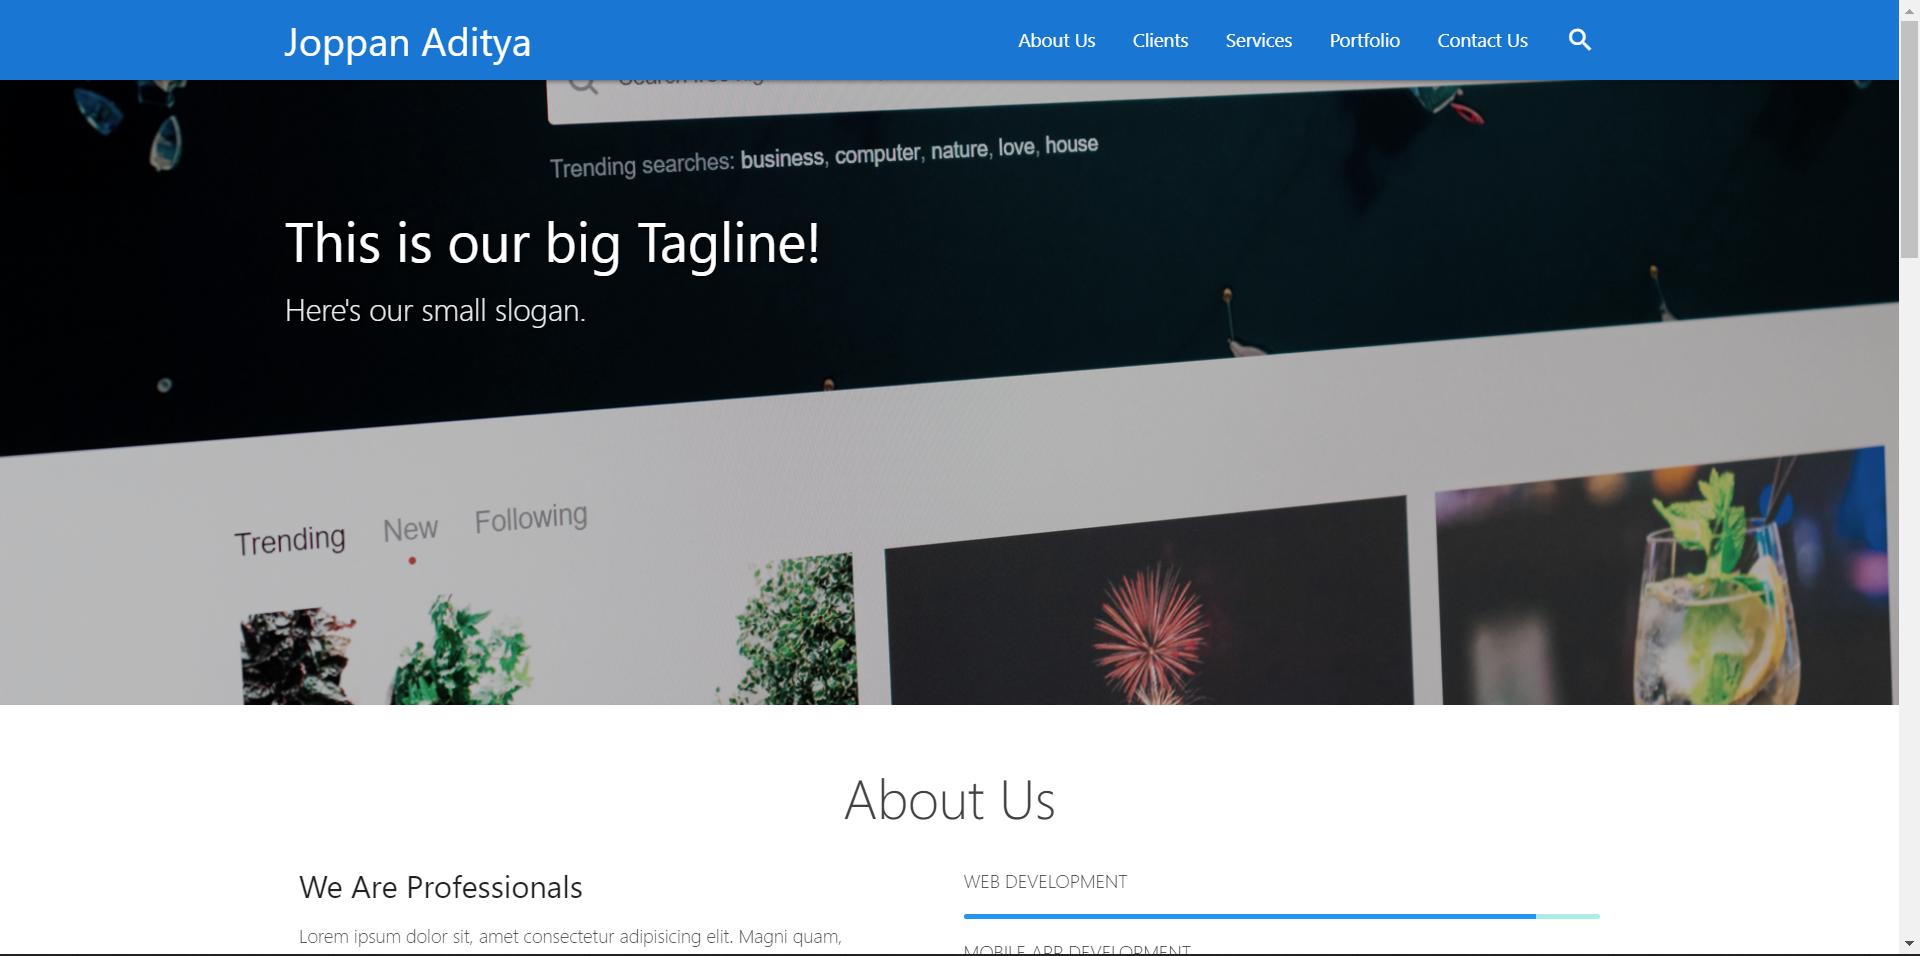 Joppan Aditya
About Us
Clients
Services
Portfolio
Contact Us
Trending searches: business, computer, nature, love, house
This is our big Tagline!
Here's our small slogan.
Trending
New
Following
About Us
We Are Professionals
Lorem ipsum dolor sit, amet consectetur adipisicing elit. Magni quam,
WEB DEVELOPMENT
MOBILE APP DEVELOPMENT